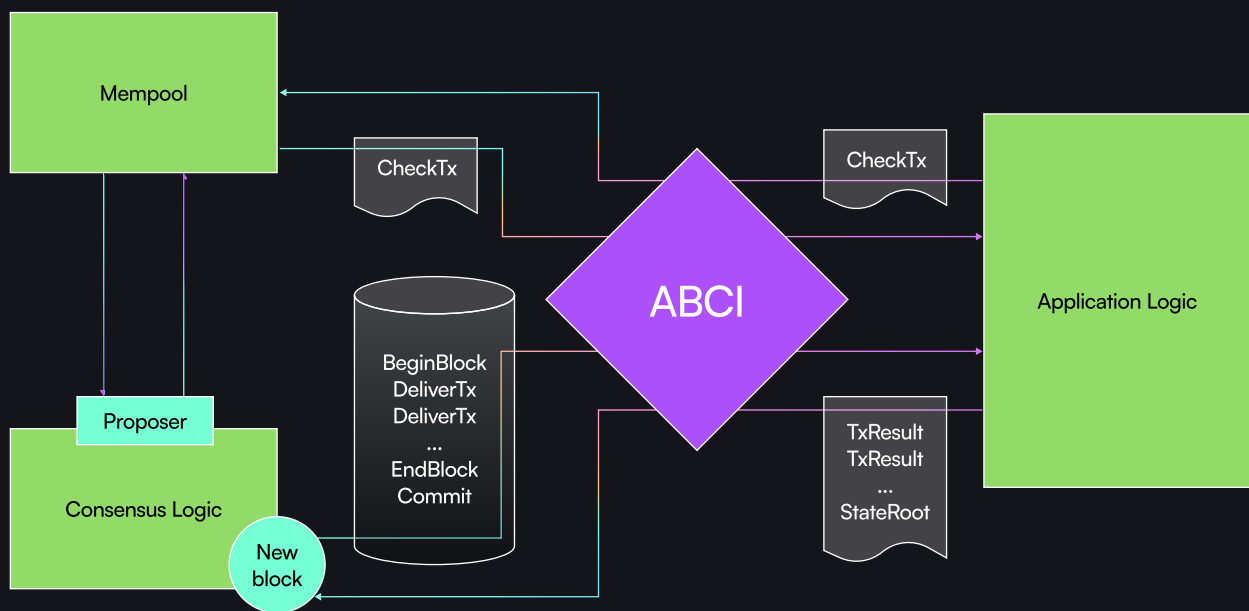 Mempool
CheckTx
CheckTx
ABCI
Application Logic
BeginBlock
DeliverTx
DeliverTx
...
EndBlock
Commit
Proposer
Consensus Logic
New
block
TxResult
TxResult
...
StateRoot